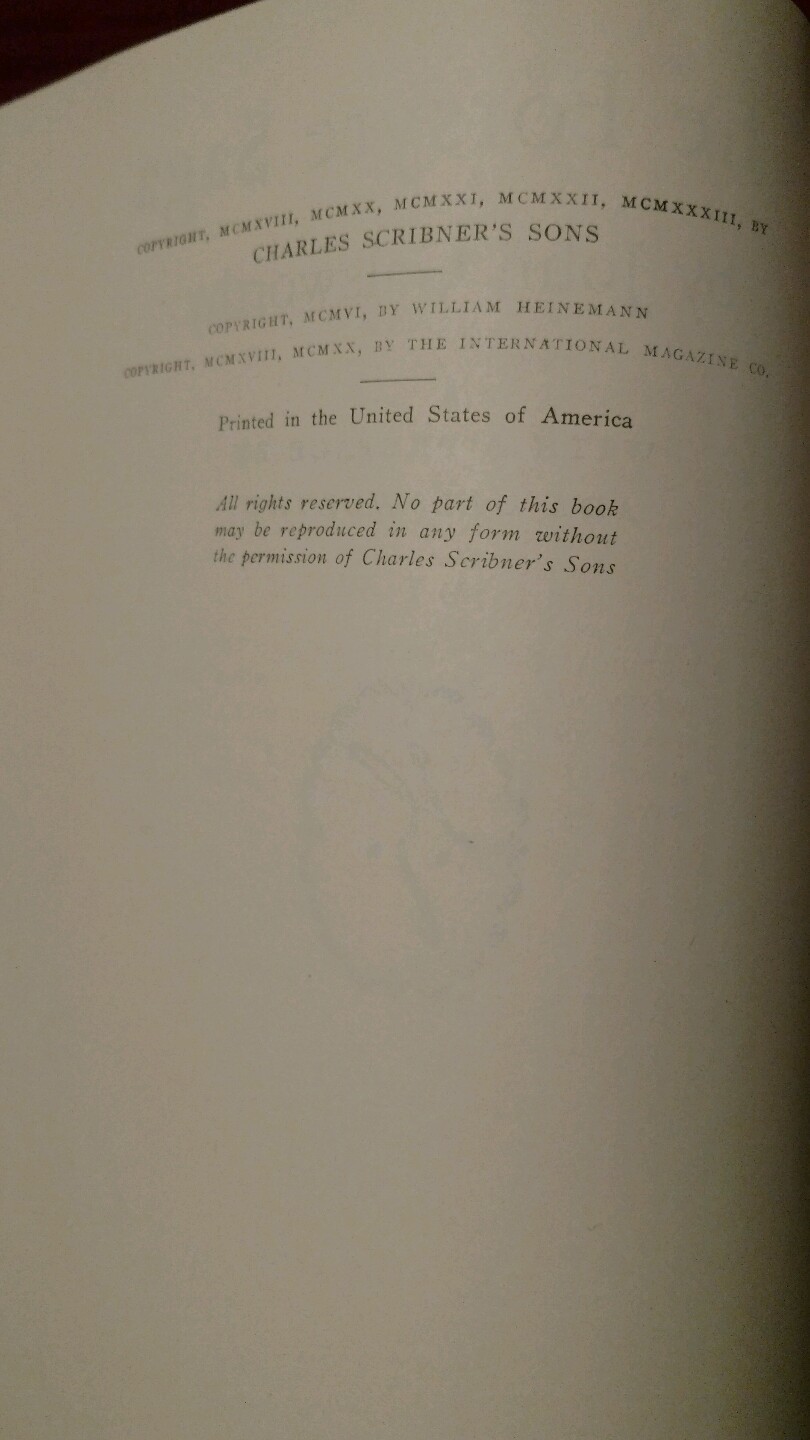 COPYRIGHT, MCMXVIII, MCMXX, MCMXXI, MCMXXII, MCMXXXIII, BY
CHARLES SCRIBNER'S SONS
COPYRIGHT, MCMVI, BY WILLIAM HEINEMANN
COPYRIGHT, MCMXVIII, MCMXX, BY THE INTERNATIONAL MAGAZINE CO.
Printed in the United States of America
All rights reserved. No part of this book
may be reproduced in any form without
the permission of Charles Scribner's Sons